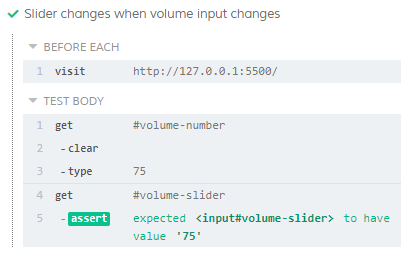 Slider changes when volume input changes
BEFORE EACH
1 visit http://127.0.0.1:5500/
TEST BODY
1 get #volume-number
2 -clear
3 -type 75
4 get #volume-slider
5 -assert expected <input#volume-slider> to have
value '75'